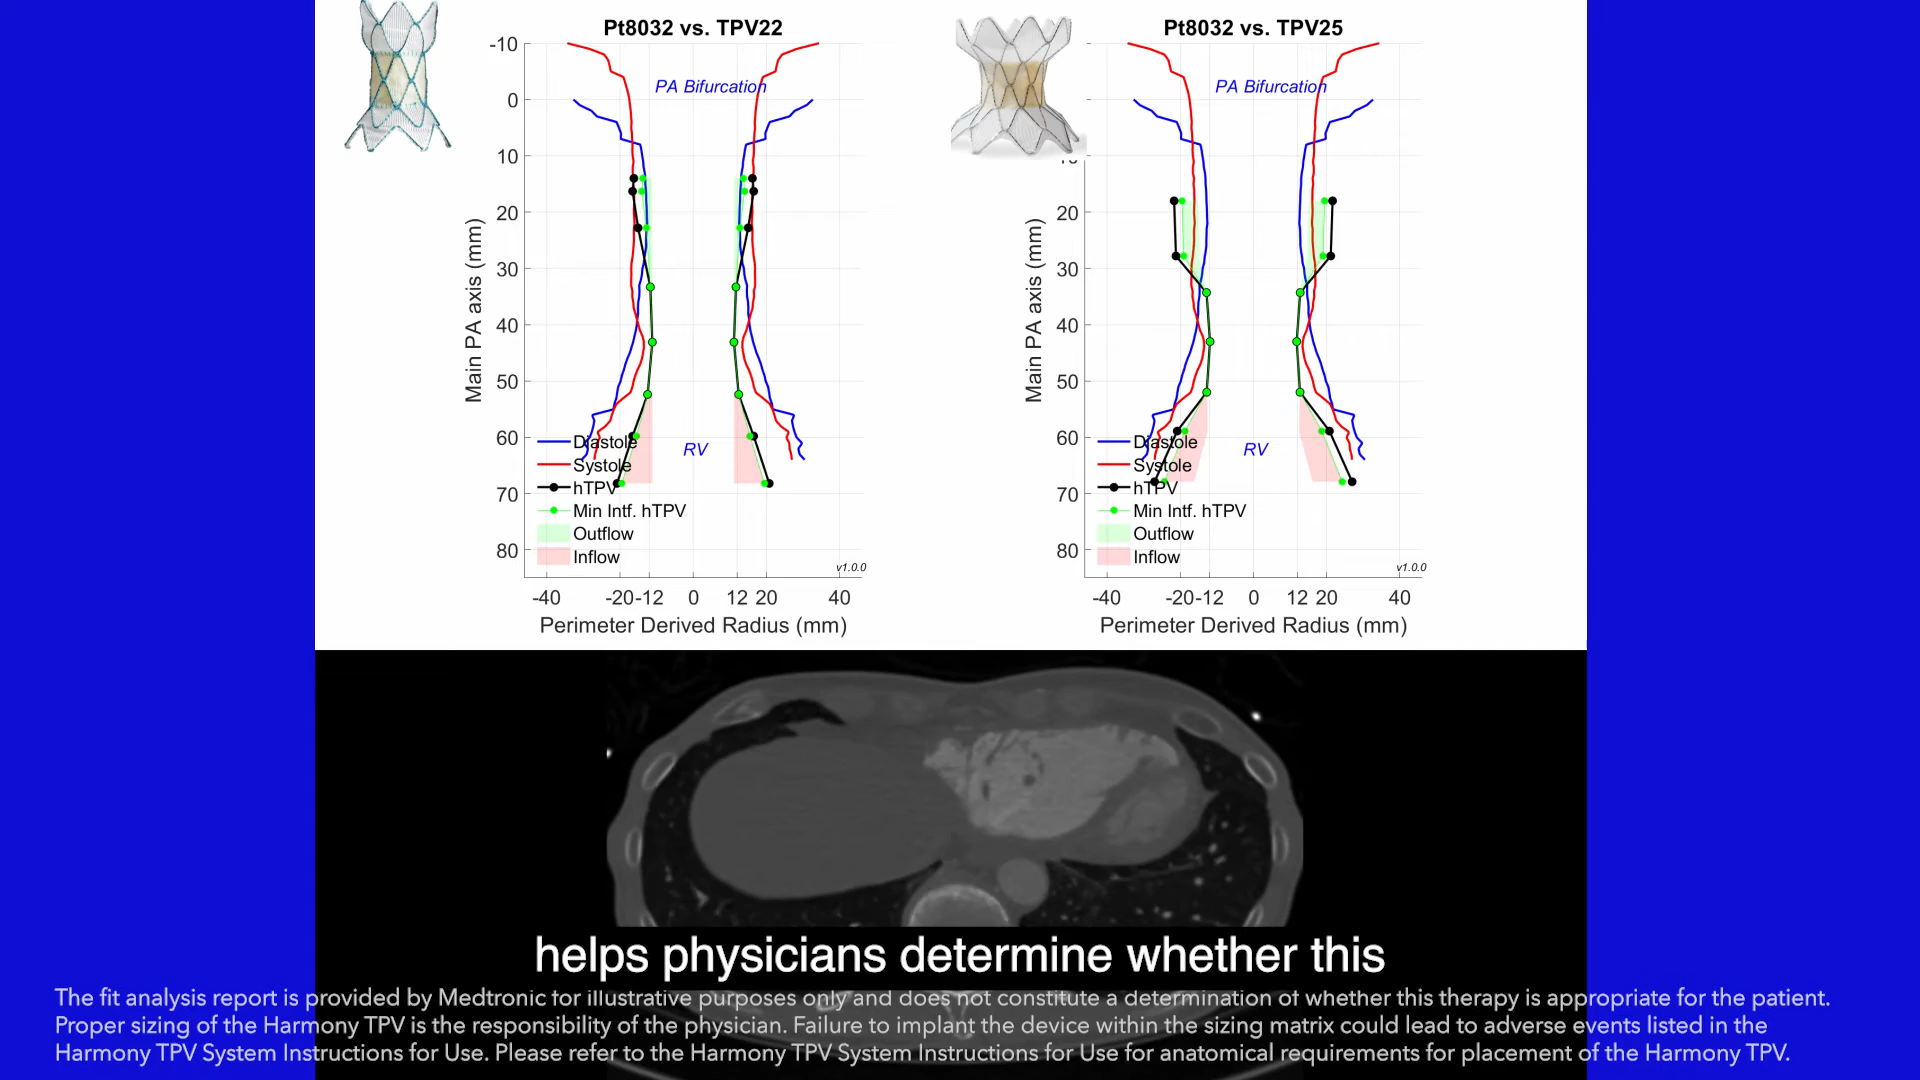 Pt8032 vs. TPV22
-10
0
10
20
30
40
50
60
70
80
Main PA axis (mm)
PA Bifurcation
RV
Diastole
Systole
hTPV
Min Intf. hTPV
Outflow
Inflow
v1.0.0
-40 -20 -12 0 12 20 40
Perimeter Derived Radius (mm)
Pt8032 vs. TPV25
20
30
40
50
60
70
80
Main PA axis (mm)
PA Bifurcation
RV
Diastole
Systole
hTPV
Min Intf. hTPV
Outflow
Inflow
v1.0.0
-40 -20 -12 0 12 20 40
Perimeter Derived Radius (mm)
helps physicians determine whether this
The fit analysis report is provided by Medtronic for illustrative purposes only and does not constitute a determination of whether this therapy is appropriate for the patient.
Proper sizing of the Harmony TPV is the responsibility of the physician. Failure to implant the device within the sizing matrix could lead to adverse events listed in the
Harmony TPV System Instructions for Use. Please refer to the Harmony TPV System Instructions for Use for anatomical requirements for placement of the Harmony TPV.